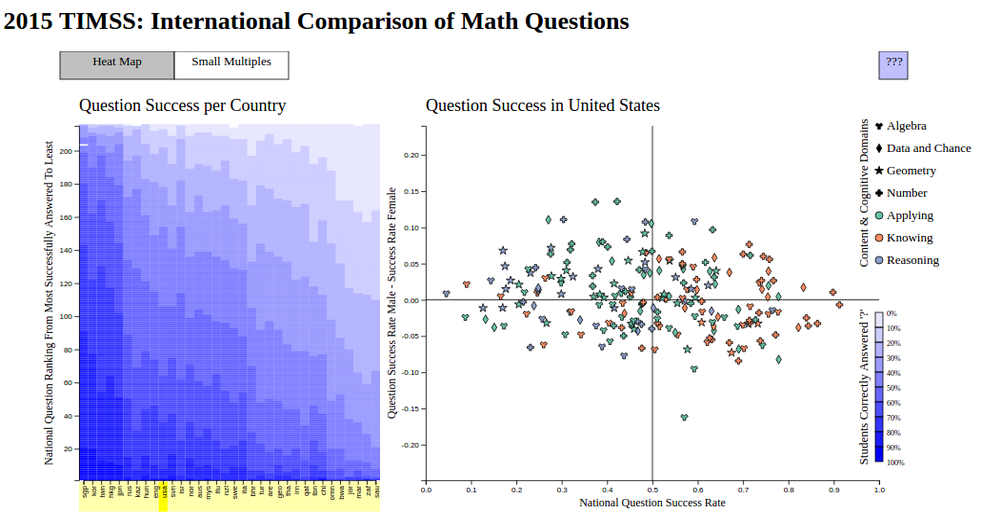 2015 TIMSS: International Comparison of Math Questions
Heat Map
Small Multiples
???
Question Success per Country
National Question Ranking From Most Successfully Answered To Least
200
180
160
140
120
100
80
60
40
20
sgp
kor
twn
hkg
jpn
rus
kaz
hun
eng
usa
svn
isr
nor
aus
mys
ltu
nzl
swe
ita
bhr
tur
are
geo
tha
irn
qat
lbn
chl
omn
bwa
jor
mar
zaf
sau
Question Success in United States
Question Success Rate Male - Success Rate Female
0.20
0.15
0.10
0.05
0.00
-0.05
-0.10
-0.15
-0.20
0.0
0.1
0.2
0.3
0.4
0.5
0.6
0.7
0.8
0.9
1.0
National Question Success Rate
Content & Cognitive Domains
Algebra
Data and Chance
Geometry
Number
Applying
Knowing
Reasoning
Students Correctly Answered ?
0%
10%
20%
30%
40%
50%
60%
70%
80%
90%
100%